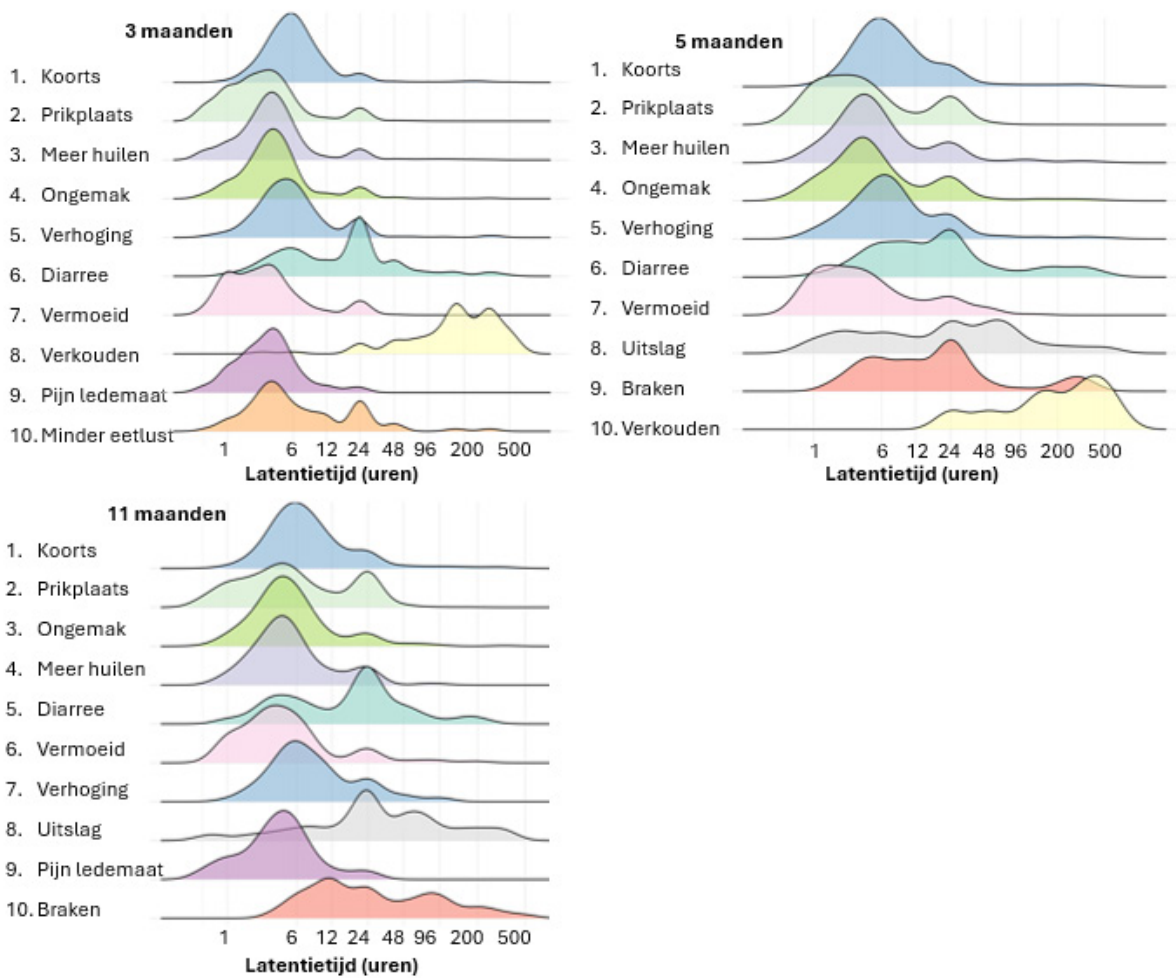 3 maanden
1. Koorts
2. Prikplaats
3. Meer huilen
4. Ongemak
5. Verhoging
6. Diarree
7. Vermoeid
8. Verkouden
9. Pijn ledemaat
10. Minder eetlust
1 6 12 24 48 96 200 500
Latentietijd (uren)
5 maanden
1. Koorts
2. Prikplaats
3. Meer huilen
4. Ongemak
5. Verhoging
6. Diarree
7. Vermoeid
8. Uitslag
9. Braken
10. Verkouden
1 6 12 24 48 96 200 500
Latentietijd (uren)
11 maanden
1. Koorts
2. Prikplaats
3. Ongemak
4. Meer huilen
5. Diarree
6. Vermoeid
7. Verhoging
8. Uitslag
9. Pijn ledemaat
10. Braken
1 6 12 24 48 96 200 500
Latentietijd (uren)